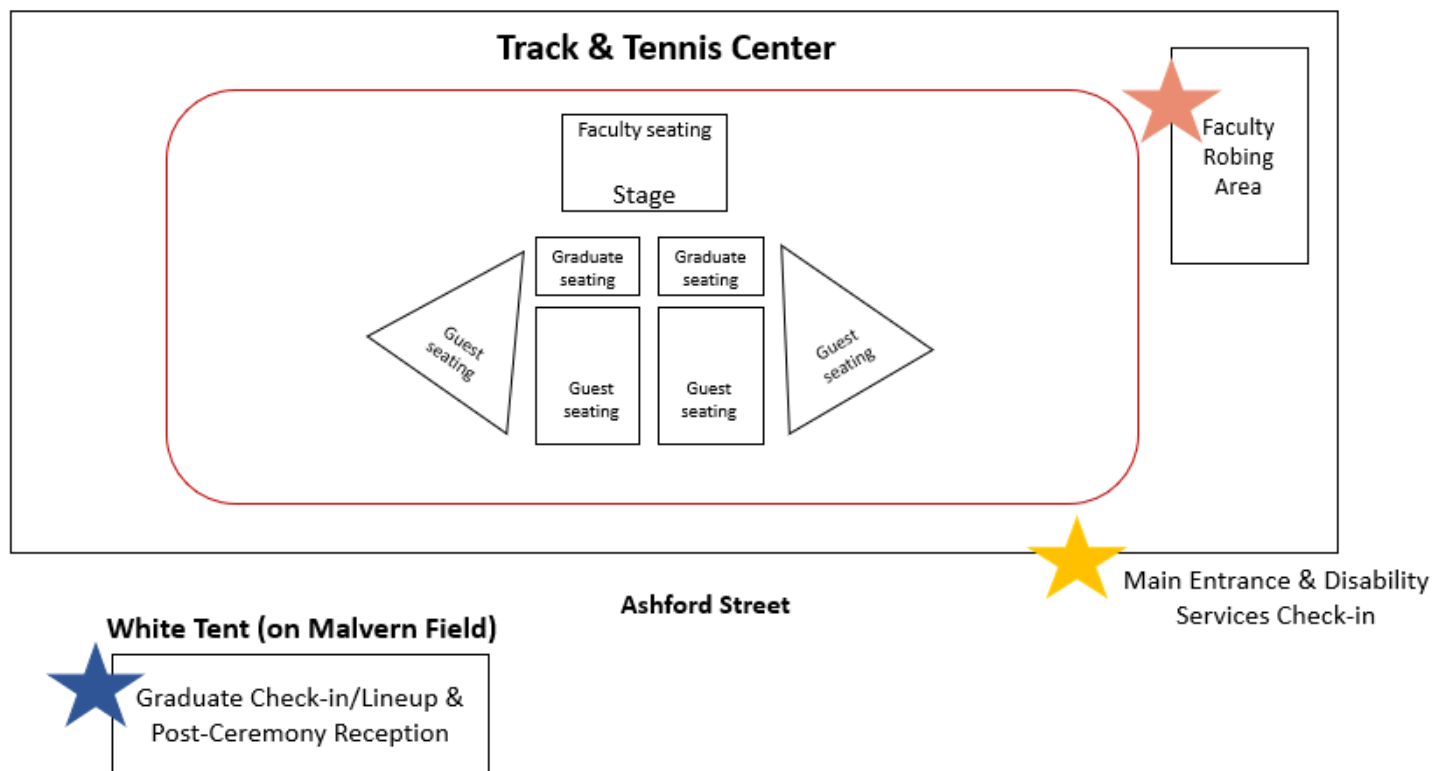 Track & Tennis Center
Faculty seating
Stage
Faculty
Robing
Area
Graduate
seating
Graduate
seating
Guest
seating
Guest
seating
Guest
seating
Guest
seating
Main Entrance & Disability
Services Check-in
Ashford Street
White Tent (on Malvern Field)
Graduate Check-in/Lineup &
Post-Ceremony Reception